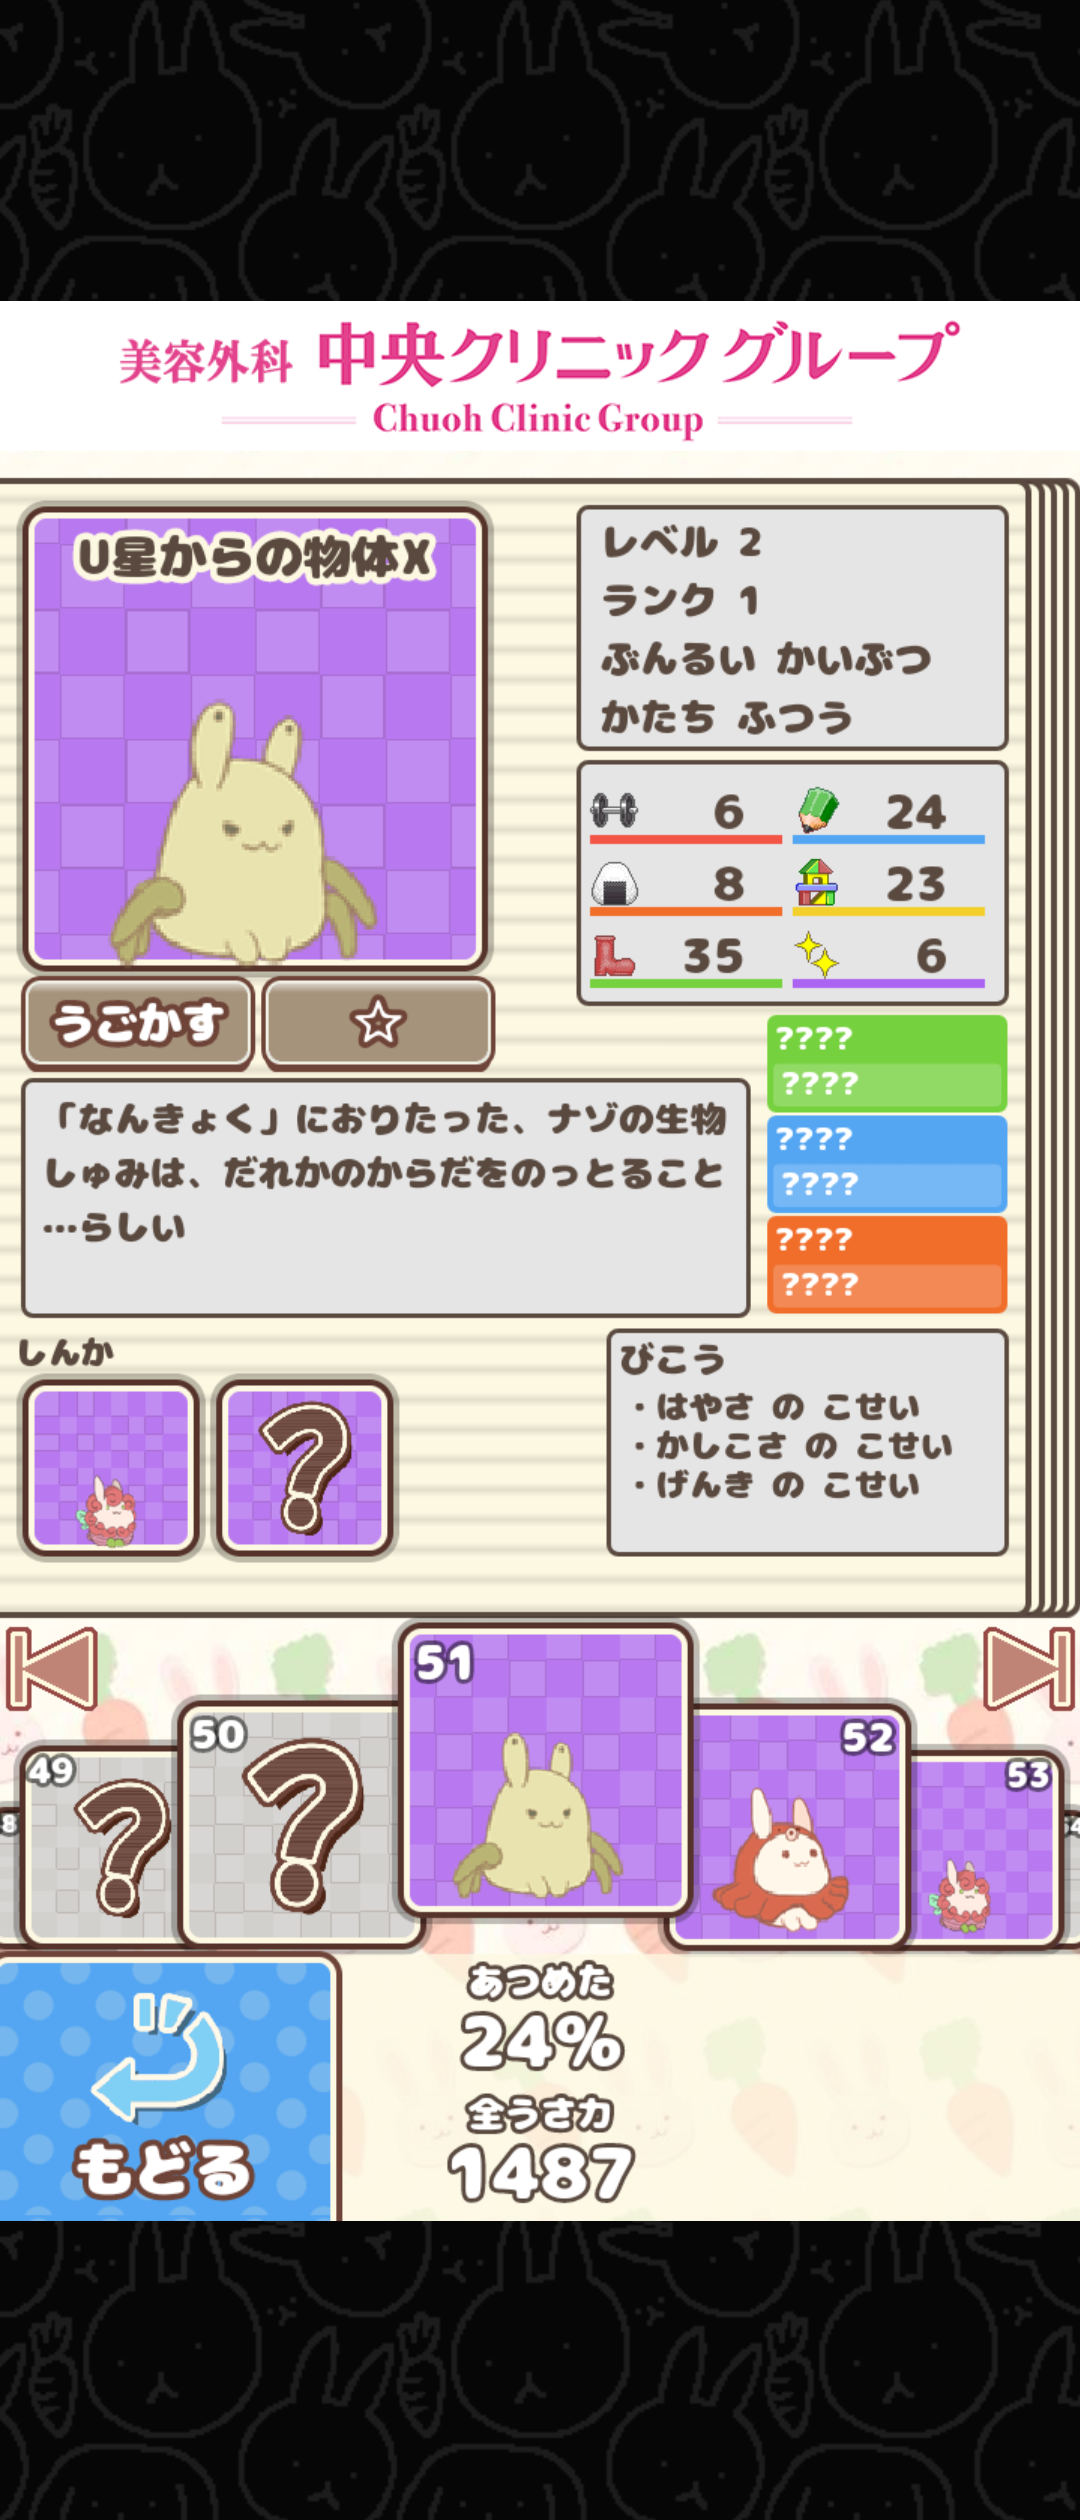 美容外科 中央クリニックグループ
Chuoh Clinic Group
U星からの物体X
レベル 2
ランク 1
ぶんるい かいぶつ
かたち ふつう
6 24
8 23
35 6
うごかす ☆
????
????
????
????
????
????
「なんきょく」におりたった、ナゾの生物
しゅみは、だれかのからだをのっとること
…らしい
しんか
?
びこう
・はやさ の こせい
・かしこさ の こせい
・げんき の こせい
49 ?
50 ?
51
52
53
あつめた
24%
全うさ力
1487
もどる